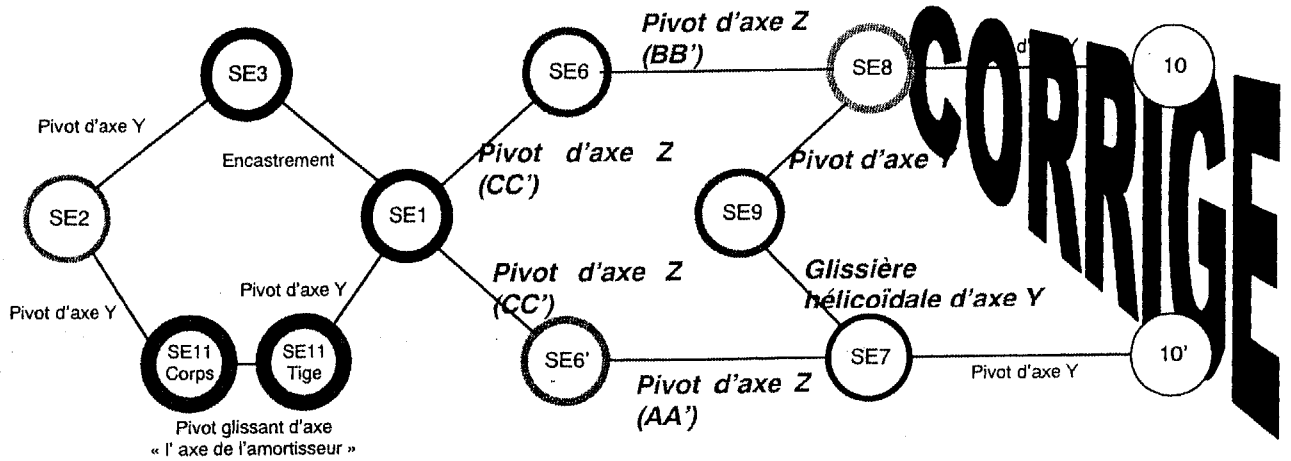 Pivot d'axe Z
(BB')
SE3
SE6
SE8
10
CORRIGE
Pivot d'axe Y
Encastrement
Pivot d'axe Z
(CC')
Pivot d'axe Y
SE2
SE1
SE9
Pivot d'axe Z
(CC')
Glissière
hélicoïdale d'axe Y
Pivot d'axe Y
Pivot d'axe Y
SE11
Corps
SE11
Tige
SE6'
SE7
10'
Pivot d'axe Y
Pivot d'axe Z
(AA')
Pivot glissant d'axe
« l' axe de l'amortisseur »